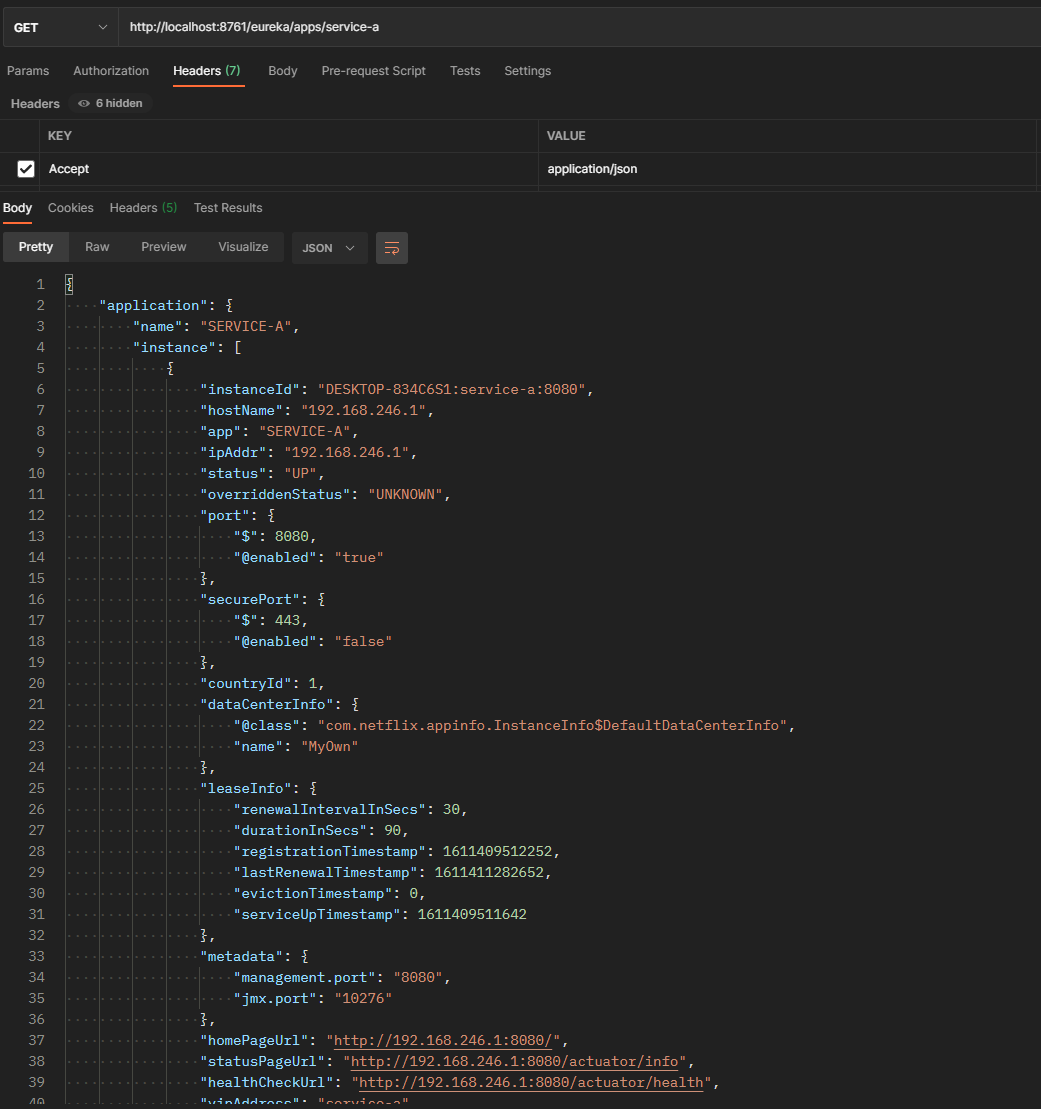 GET http://localhost:8761/eureka/apps/service-a
Params Authorization Headers (7) Body Pre-request Script Tests Settings
Headers 6 hidden
KEY VALUE
Accept application/json
Body Cookies Headers (5) Test Results
Pretty Raw Preview Visualize JSON
1 {
2 "application": {
3 "name": "SERVICE-A",
4 "instance": [
5 {
6 "instanceId": "DESKTOP-834C6S1:service-a:8080",
7 "hostName": "192.168.246.1",
8 "app": "SERVICE-A",
9 "ipAddr": "192.168.246.1",
10 "status": "UP",
11 "overriddenStatus": "UNKNOWN",
12 "port": {
13 "$": 8080,
14 "@enabled": "true"
15 },
16 "securePort": {
17 "$": 443,
18 "@enabled": "false"
19 },
20 "countryId": 1,
21 "dataCenterInfo": {
22 "@class": "com.netflix.appinfo.InstanceInfo$DefaultDataCenterInfo",
23 "name": "MyOwn"
24 },
25 "leaseInfo": {
26 "renewalIntervalInSecs": 30,
27 "durationInSecs": 90,
28 "registrationTimestamp": 1611409512252,
29 "lastRenewalTimestamp": 1611411282652,
30 "evictionTimestamp": 0,
31 "serviceUpTimestamp": 1611409511642
32 },
33 "metadata": {
34 "management.port": "8080",
35 "jmx.port": "10276"
36 },
37 "homePageUrl": "http://192.168.246.1:8080/",
38 "statusPageUrl": "http://192.168.246.1:8080/actuator/info",
39 "healthCheckUrl": "http://192.168.246.1:8080/actuator/health",
40 "vipAddress": "service-a"